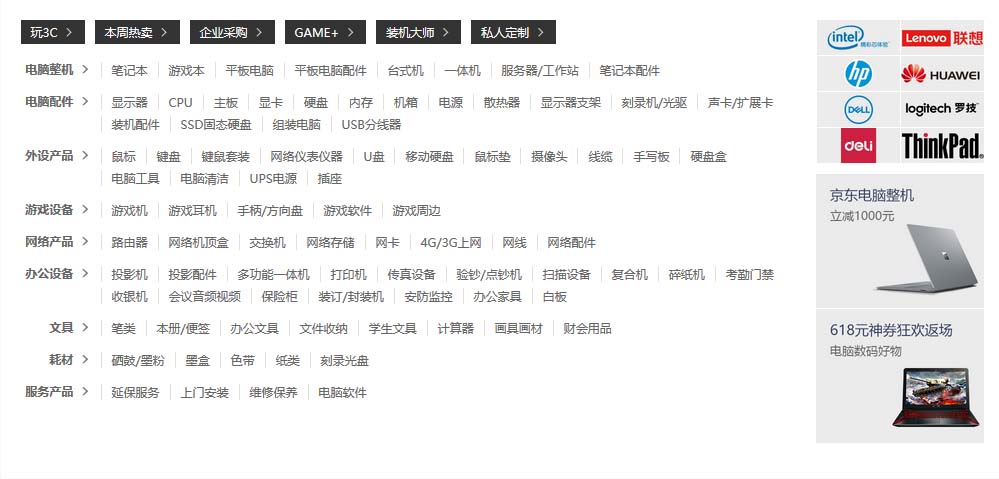 玩3C 本周热卖 企业采购 GAME+ 装机大师 私人定制
电脑整机 笔记本 游戏本 平板电脑 平板电脑配件 台式机 一体机 服务器/工作站 笔记本配件
电脑配件 显示器 CPU 主板 显卡 硬盘 内存 机箱 电源 散热器 显示器支架 刻录机/光驱 声卡/扩展卡
装机配件 SSD固态硬盘 组装电脑 USB分线器
外设产品 鼠标 键盘 键鼠套装 网络仪表仪器 U盘 移动硬盘 鼠标垫 摄像头 线缆 手写板 硬盘盒
电脑工具 电脑清洁 UPS电源 插座
游戏设备 游戏机 游戏耳机 手柄/方向盘 游戏软件 游戏周边
网络产品 路由器 网络机顶盒 交换机 网络存储 网卡 4G/3G上网 网线 网络配件
办公设备 投影机 投影配件 多功能一体机 打印机 传真设备 验钞/点钞机 扫描设备 复合机 碎纸机 考勤门禁
收银机 会议音频视频 保险柜 装订/封装机 安防监控 办公家具 白板
文具 笔类 本册/便签 办公文具 文件收纳 学生文具 计算器 画具画材 财会用品
耗材 硒鼓/墨粉 墨盒 色带 纸类 刻录光盘
服务产品 延保服务 上门安装 维修保养 电脑软件
intel 精彩芯体验 Lenovo 联想
hp HUAWEI
DELL logitech 罗技
deli ThinkPad
京东电脑整机
立减1000元
618元神券狂欢返场
电脑数码好物